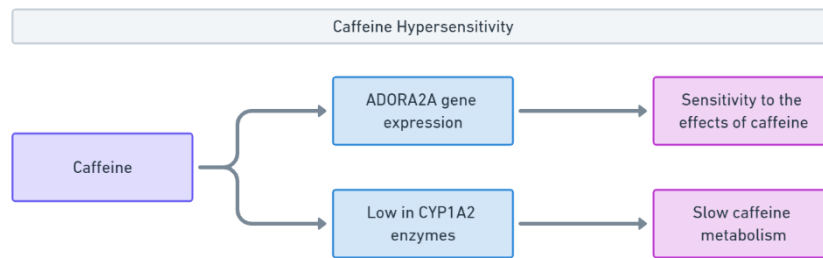 Caffeine Hypersensitivity
Caffeine
ADORA2A gene
expression
Sensitivity to the
effects of caffeine
Low in CYP1A2
enzymes
Slow caffeine
metabolism